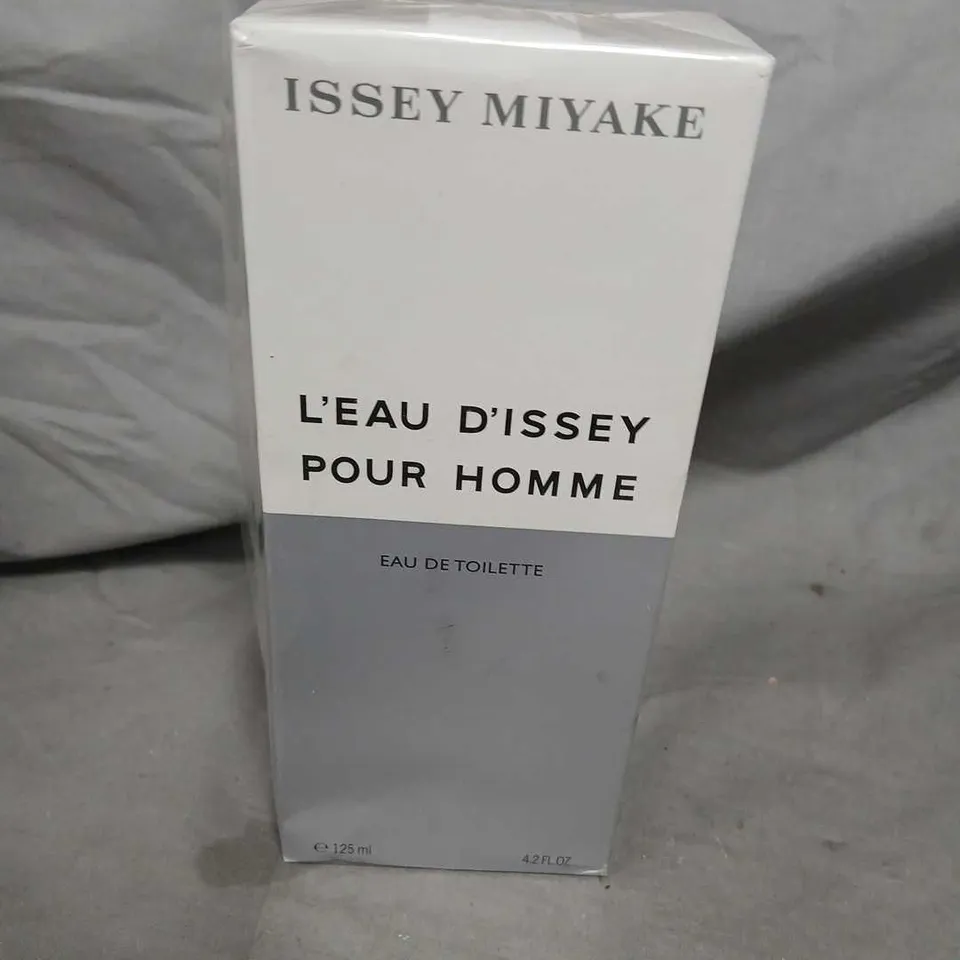 ISSEY MIYAKE
L'EAU D'ISSEY
POUR HOMME
EAU DE TOILETTE
℮ 125 ml
4.2 FL.OZ